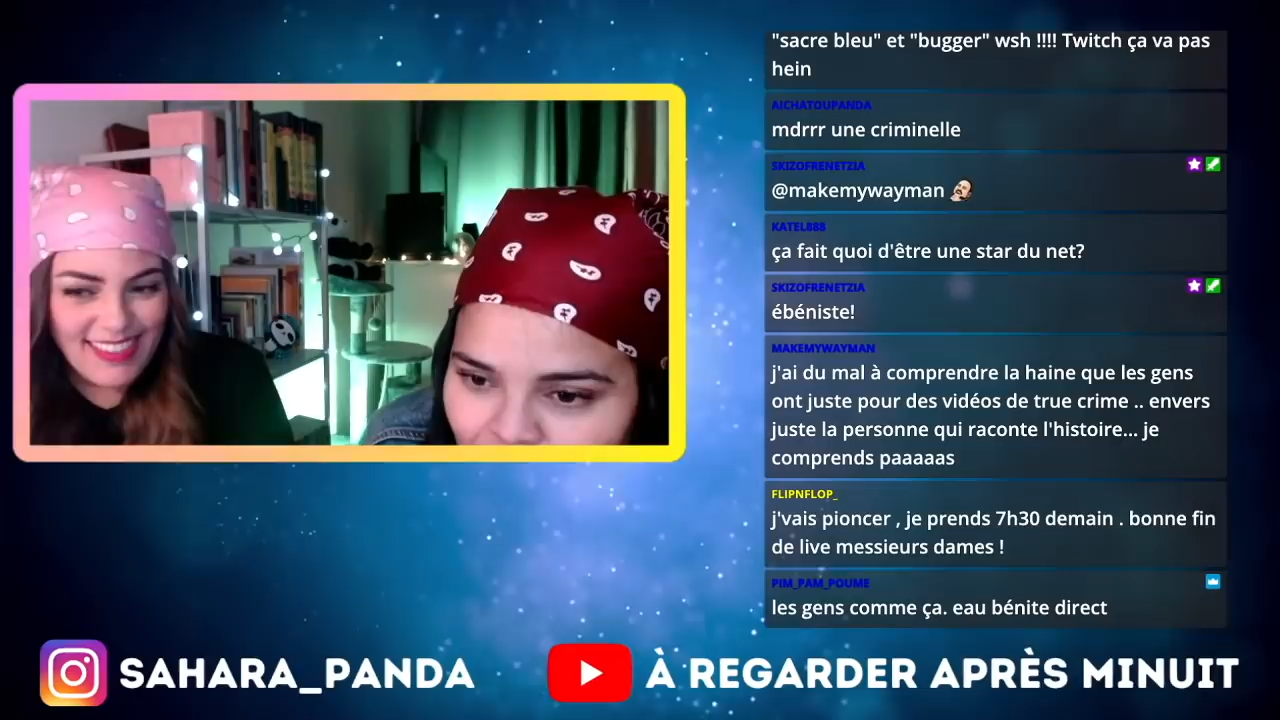 "sacre bleu" et "bugger" wsh !!!! Twitch ça va pas
hein
AICHATOUPANDA
mdrrr une criminelle
SKIZOFRENETZIA
@makemywayman
KATEL888
ça fait quoi d'être une star du net?
SKIZOFRENETZIA
ébéniste!
MAKEMYWAYMAN
j'ai du mal à comprendre la haine que les gens
ont juste pour des vidéos de true crime .. envers
juste la personne qui raconte l'histoire... je
comprends paaaaas
FLIPNFLOP_
j'vais pioncer , je prends 7h30 demain . bonne fin
de live messieurs dames !
PIM_PAM_POUME
les gens comme ça. eau bénite direct
SAHARA_PANDA
À REGARDER APRÈS MINUIT